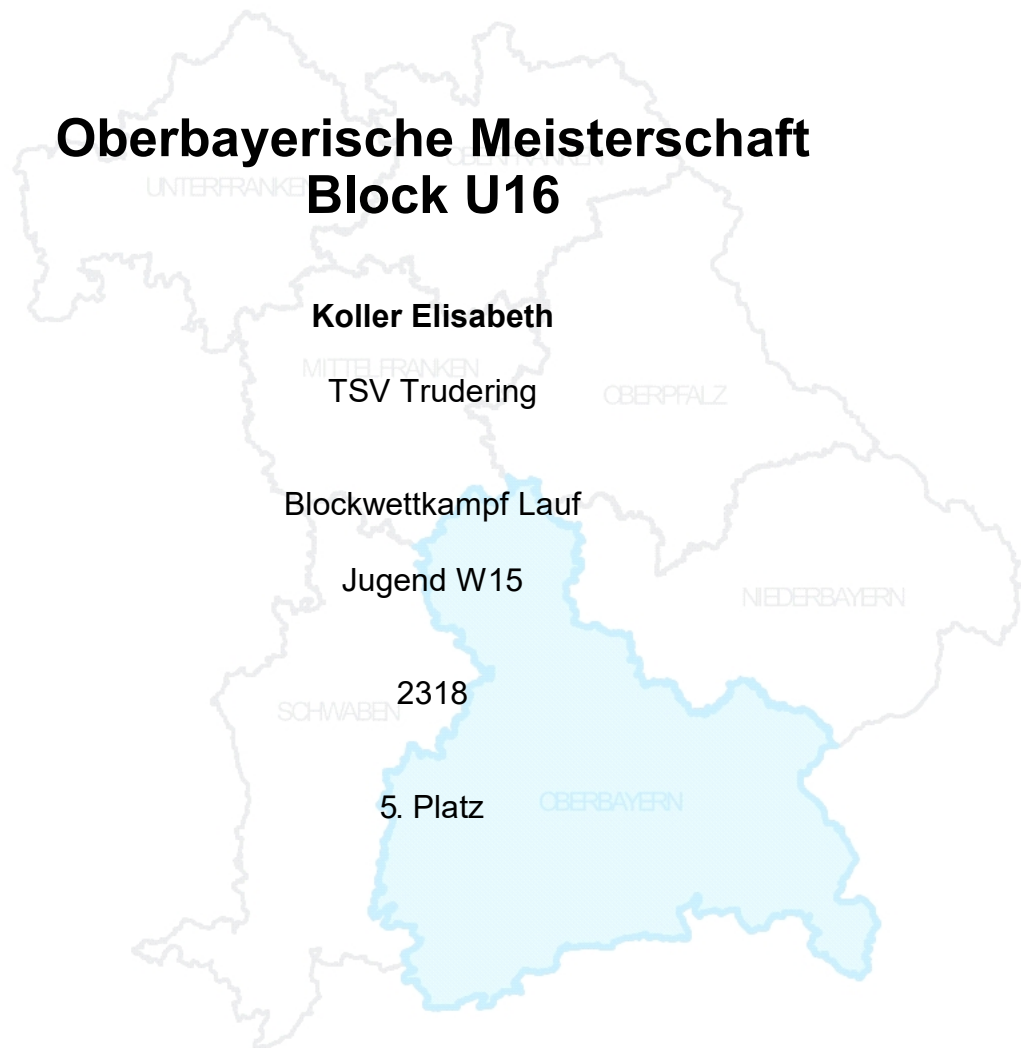 Oberbayerische Meisterschaft
OBERFRANKEN
UNTERFRANKEN
Block U16
Koller Elisabeth
MITTELFRANKEN
TSV Trudering
OBERPFALZ
Blockwettkampf Lauf
Jugend W15
NIEDERBAYERN
2318
SCHWABEN
5. Platz
OBERBAYERN